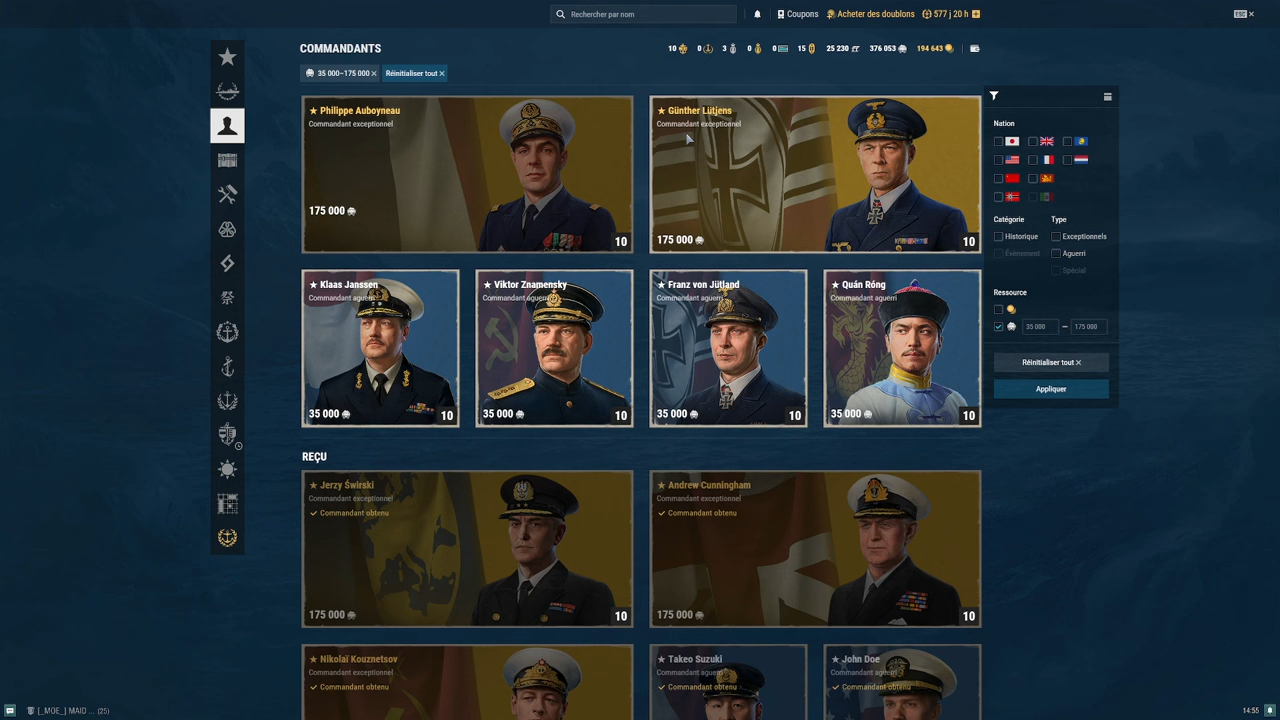 Rechercher par nom
Coupons
Acheter des doublons
577 j 20 h
ESC
COMMANDANTS
10
0
3
0
0
15
25 230
376 053
194 643
35 000–175 000
Réinitialiser tout
Philippe Auboyneau
Commandant exceptionnel
175 000
10
Günther Lütjens
Commandant exceptionnel
175 000
10
Klaas Janssen
Commandant aguerri
35 000
10
Viktor Znamensky
Commandant aguerri
35 000
10
Franz von Jütland
Commandant aguerri
35 000
10
Quán Róng
Commandant aguerri
35 000
10
Nation
Catégorie
Type
Historique
Exceptionnels
Évènement
Aguerri
Spécial
Ressource
35 000 – 175 000
Réinitialiser tout
Appliquer
REÇU
Jerzy Świrski
Commandant exceptionnel
Commandant obtenu
175 000
10
Andrew Cunningham
Commandant exceptionnel
Commandant obtenu
175 000
10
Nikolaï Kouznetsov
Commandant exceptionnel
Commandant obtenu
Takeo Suzuki
Commandant aguerri
Commandant obtenu
John Doe
Commandant aguerri
Commandant obtenu
[_MOE_] MAID ... (25)
14:55